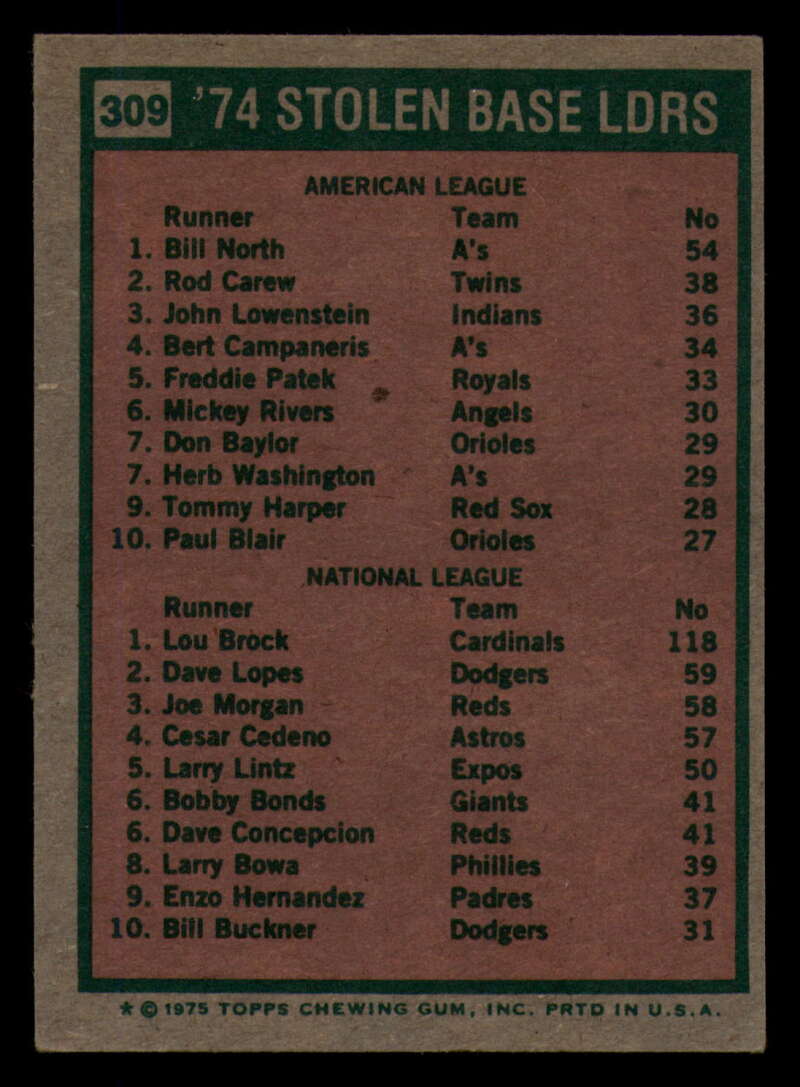 309 '74 STOLEN BASE LDRS
AMERICAN LEAGUE
Runner Team No
1. Bill North A's 54
2. Rod Carew Twins 38
3. John Lowenstein Indians 36
4. Bert Campaneris A's 34
5. Freddie Patek Royals 33
6. Mickey Rivers Angels 30
7. Don Baylor Orioles 29
7. Herb Washington A's 29
9. Tommy Harper Red Sox 28
10. Paul Blair Orioles 27
NATIONAL LEAGUE
Runner Team No
1. Lou Brock Cardinals 118
2. Dave Lopes Dodgers 59
3. Joe Morgan Reds 58
4. Cesar Cedeno Astros 57
5. Larry Lintz Expos 50
6. Bobby Bonds Giants 41
6. Dave Concepcion Reds 41
8. Larry Bowa Phillies 39
9. Enzo Hernandez Padres 37
10. Bill Buckner Dodgers 31
* © 1975 TOPPS CHEWING GUM, INC. PRTD IN U.S.A.